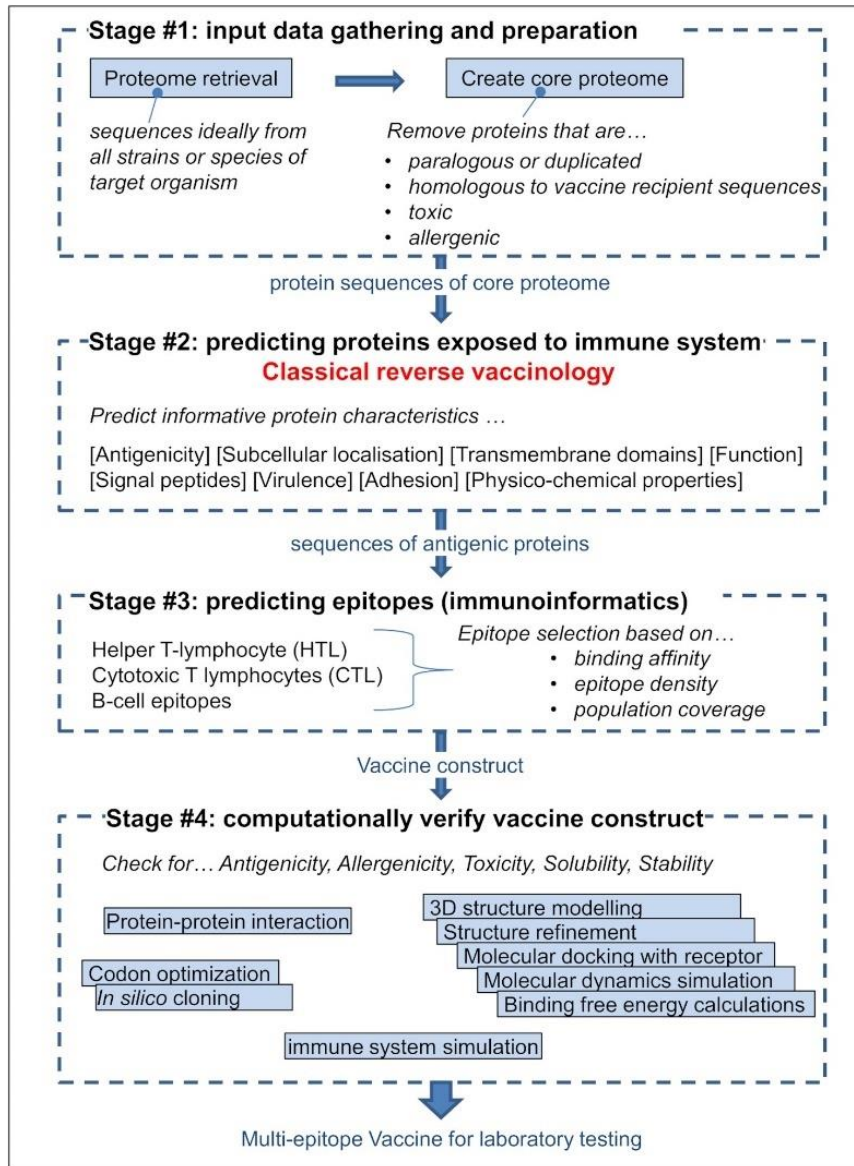 Stage #1: input data gathering and preparation
Proteome retrieval
Create core proteome
sequences ideally from
all strains or species of
target organism
Remove proteins that are…
• paralogous or duplicated
• homologous to vaccine recipient sequences
• toxic
• allergenic
protein sequences of core proteome
Stage #2: predicting proteins exposed to immune system
Classical reverse vaccinology
Predict informative protein characteristics …
[Antigenicity] [Subcellular localisation] [Transmembrane domains] [Function]
[Signal peptides] [Virulence] [Adhesion] [Physico-chemical properties]
sequences of antigenic proteins
Stage #3: predicting epitopes (immunoinformatics)
Helper T-lymphocyte (HTL)
Cytotoxic T lymphocytes (CTL)
B-cell epitopes
Epitope selection based on…
• binding affinity
• epitope density
• population coverage
Vaccine construct
Stage #4: computationally verify vaccine construct
Check for… Antigenicity, Allergenicity, Toxicity, Solubility, Stability
Protein-protein interaction
Codon optimization
In silico cloning
3D structure modelling
Structure refinement
Molecular docking with receptor
Molecular dynamics simulation
Binding free energy calculations
immune system simulation
Multi-epitope Vaccine for laboratory testing